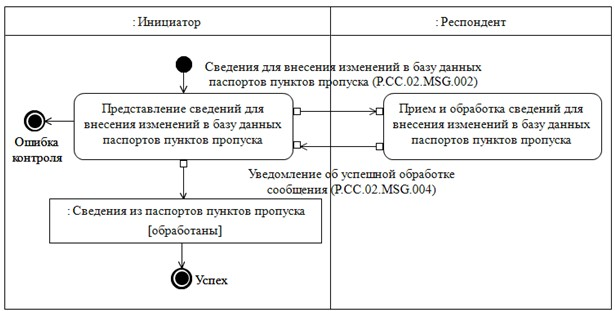 : Инициатор
: Респондент
Сведения для внесения изменений в базу данных
паспортов пунктов пропуска (P.CC.02.MSG.002)
Представление сведений для
внесения изменений в базу данных
паспортов пунктов пропуска
Прием и обработка сведений для
внесения изменений в базу данных
паспортов пунктов пропуска
Ошибка
контроля
Уведомление об успешной обработке
сообщения (P.CC.02.MSG.004)
: Сведения из паспортов пунктов пропуска
[обработаны]
Успех